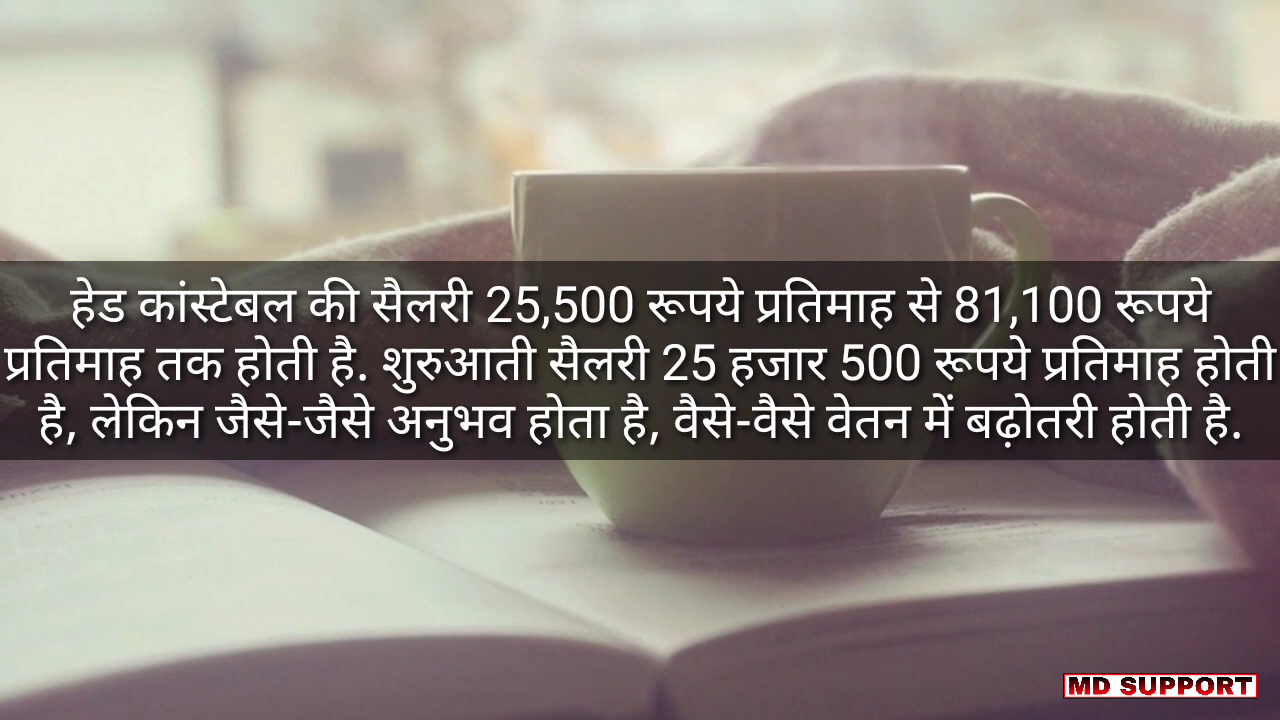 हेड कांस्टेबल की सैलरी 25,500 रूपये प्रतिमाह से 81,100 रूपये
प्रतिमाह तक होती है. शुरुआती सैलरी 25 हजार 500 रूपये प्रतिमाह होती
है, लेकिन जैसे-जैसे अनुभव होता है, वैसे-वैसे वेतन में बढ़ोतरी होती है.
MD SUPPORT